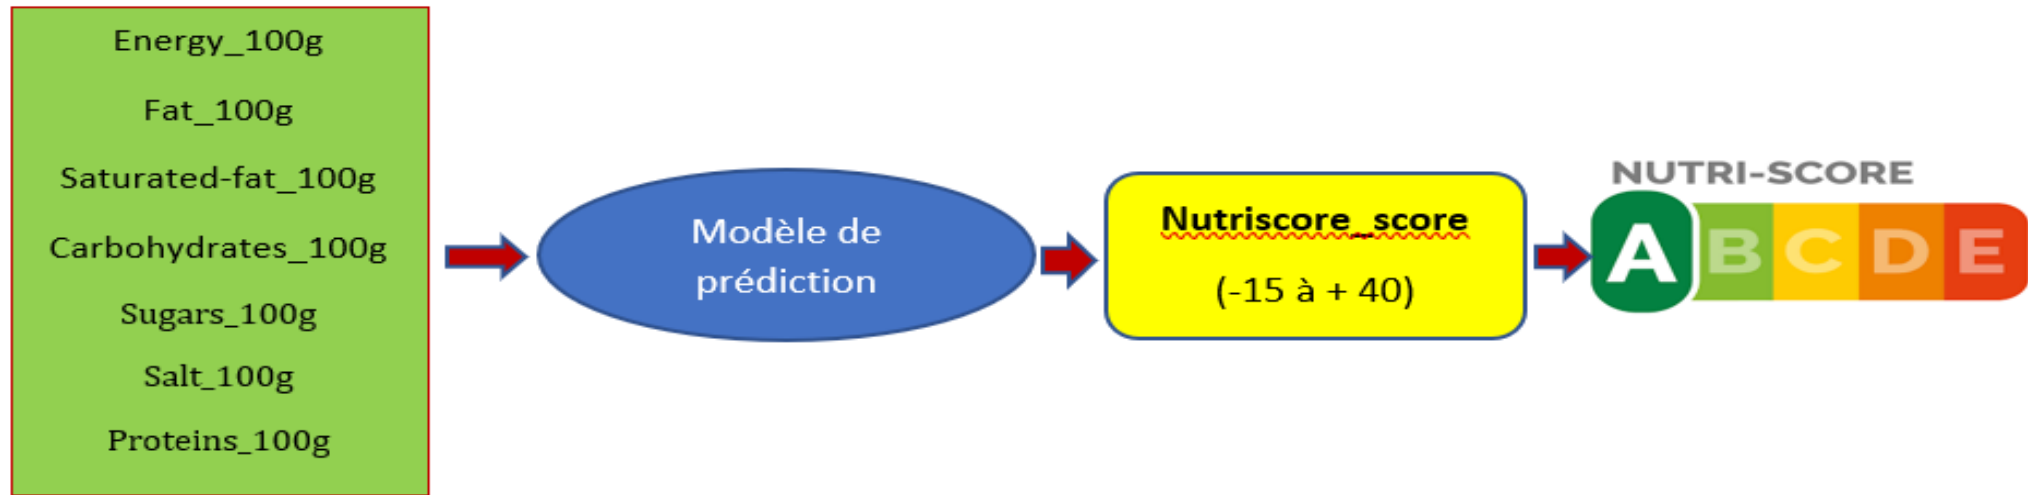 Energy_100g
Fat_100g
Saturated-fat_100g
Carbohydrates_100g
Sugars_100g
Salt_100g
Proteins_100g
Modèle de
prédiction
Nutriscore_score
(-15 à + 40)
NUTRI-SCORE
A B C D E